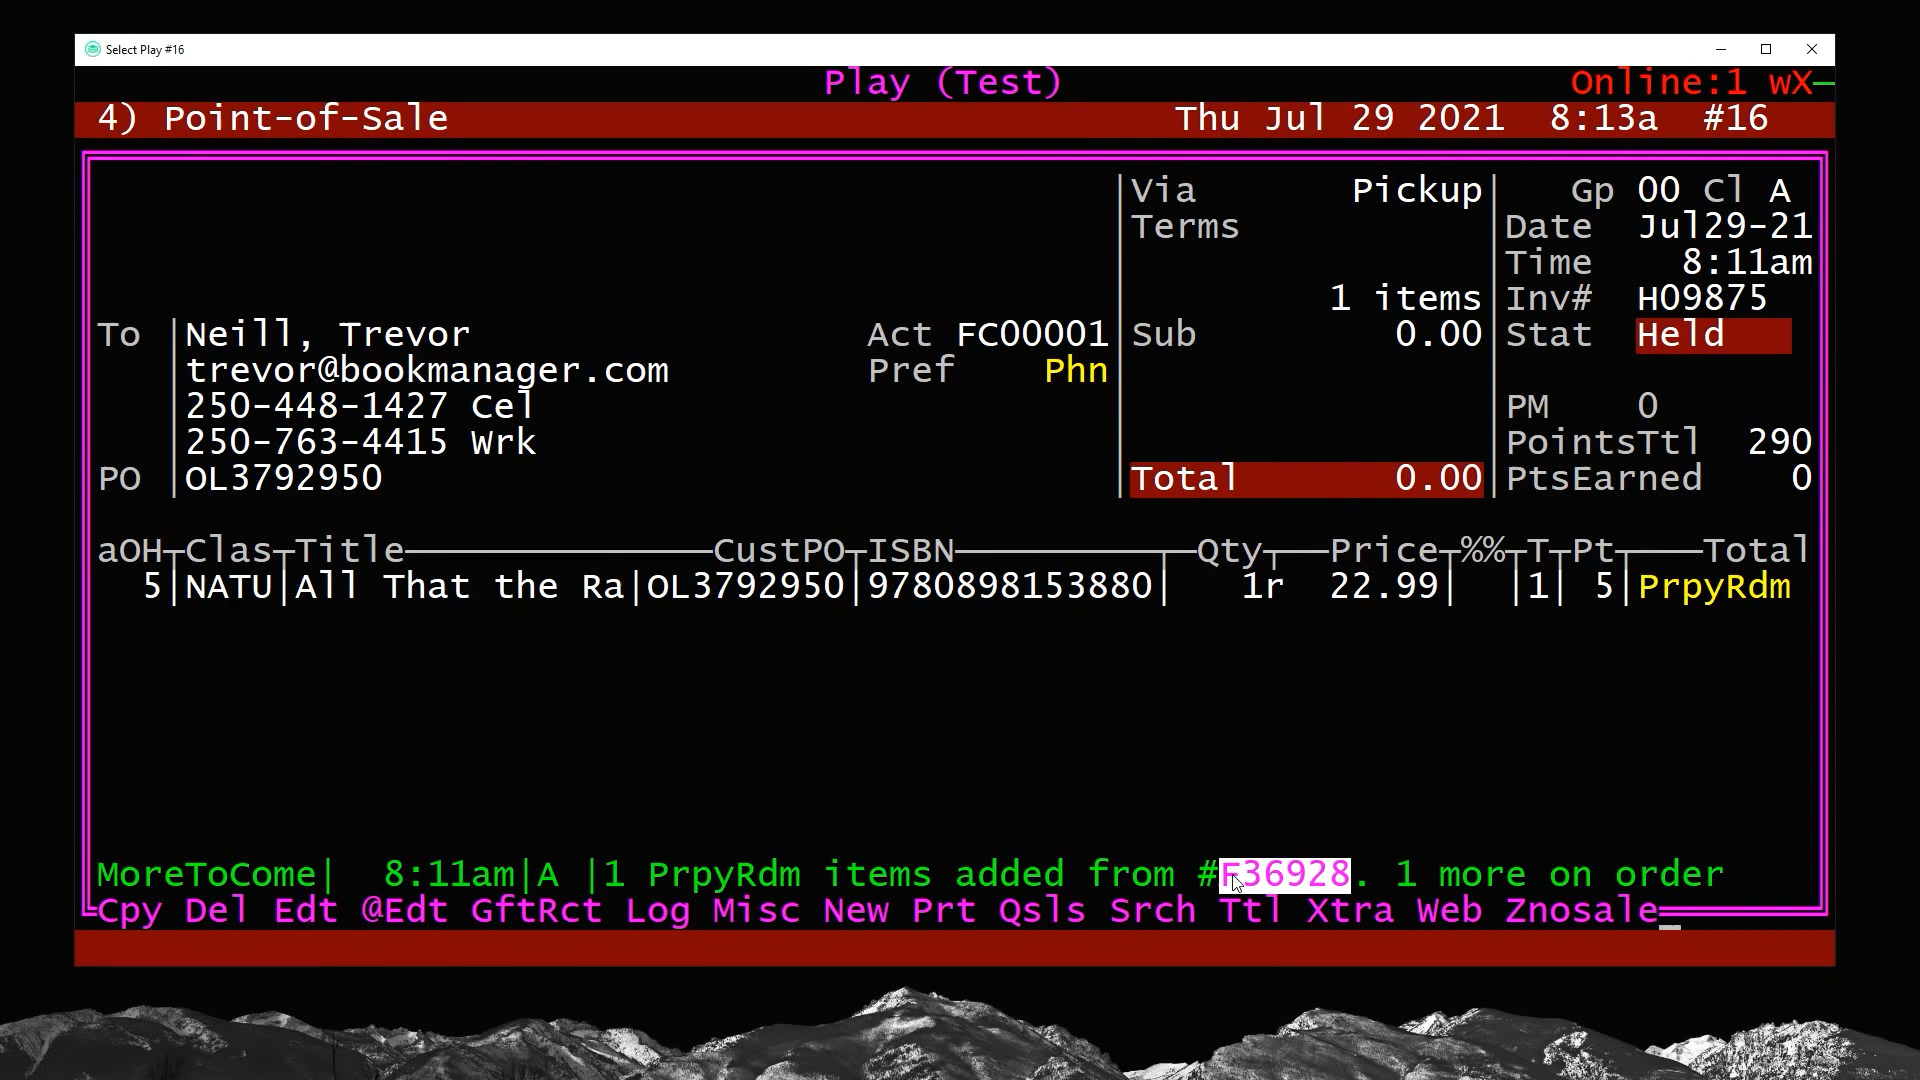 Select Play #16
Play (Test) Online:1 wX
4) Point-of-Sale Thu Jul 29 2021 8:13a #16
Via Pickup Gp 00 Cl A
Terms Date Jul29-21
Time 8:11am
1 items Inv# H09875
To Neill, Trevor Act FC00001 Sub 0.00 Stat Held
trevor@bookmanager.com Pref Phn
250-448-1427 Cel PM 0
250-763-4415 Wrk PointsTtl 290
PO OL3792950 Total 0.00 PtsEarned 0
aOH Clas Title CustPO ISBN Qty Price %% T Pt Total
5|NATU|All That the Ra|OL3792950|9780898153880| 1r 22.99| |1| 5|PrpyRdm
MoreToCome| 8:11am|A |1 PrpyRdm items added from #F36928. 1 more on order
Cpy Del Edt @Edt GftRct Log Misc New Prt Qsls Srch Ttl Xtra Web Znosale